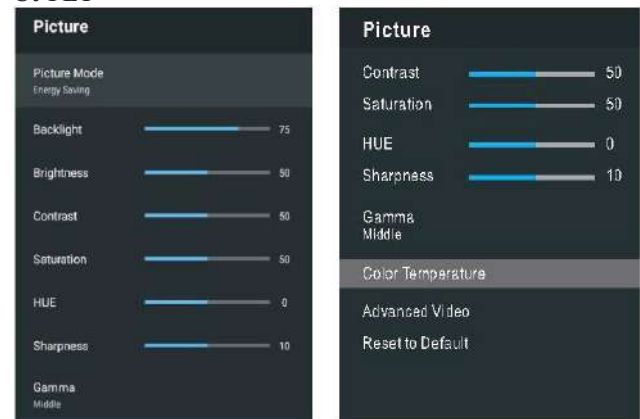 Picture
Picture Mode
Energy Saving
Backlight 75
Brightness 50
Contrast 50
Saturation 50
HUE 0
Sharpness 10
Gamma
Middle
Picture
Contrast 50
Saturation 50
HUE 0
Sharpness 10
Gamma
Middle
Color Temperature
Advanced Video
Reset to Default